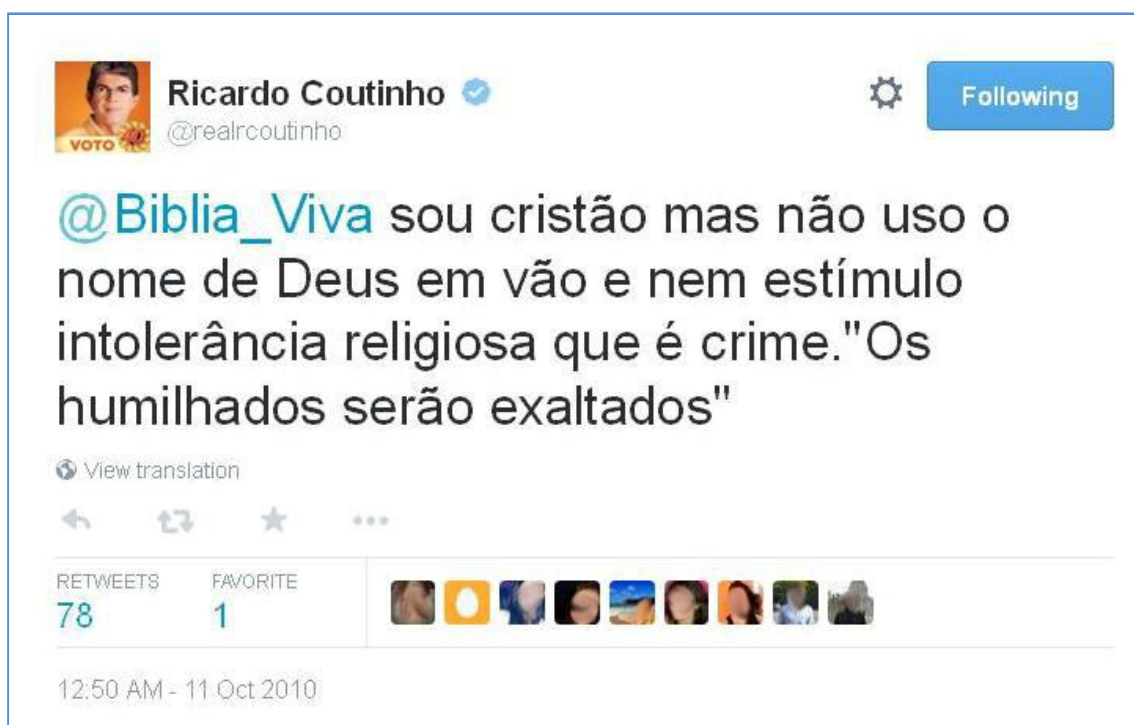 VOTO 40
Ricardo Coutinho
@realrcoutinho
Following
@Biblia_Viva sou cristão mas não uso o
nome de Deus em vão e nem estímulo
intolerância religiosa que é crime."Os
humilhados serão exaltados"
View translation
RETWEETS FAVORITE
78 1
12:50 AM - 11 Oct 2010